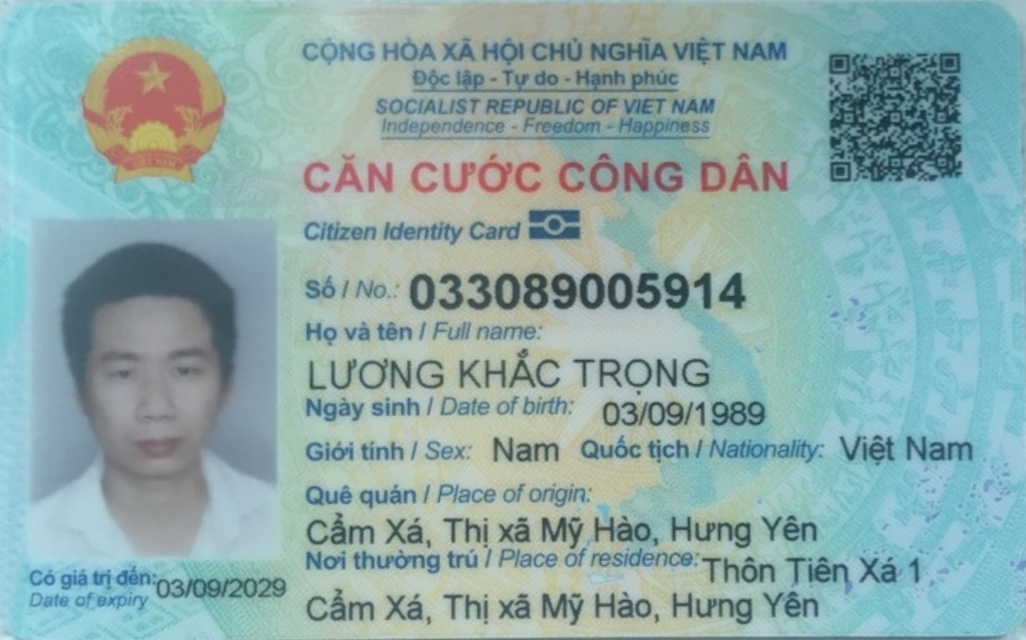 CỘNG HÒA XÃ HỘI CHỦ NGHĨA VIỆT NAM
Độc lập - Tự do - Hạnh phúc
SOCIALIST REPUBLIC OF VIET NAM
Independence - Freedom - Happiness
CĂN CƯỚC CÔNG DÂN
Citizen Identity Card
Số / No.: 033089005914
Họ và tên / Full name:
LƯƠNG KHẮC TRỌNG
Ngày sinh / Date of birth: 03/09/1989
Giới tính / Sex: Nam Quốc tịch / Nationality: Việt Nam
Quê quán / Place of origin:
Cẩm Xá, Thị xã Mỹ Hào, Hưng Yên
Nơi thường trú / Place of residence: Thôn Tiên Xá 1
Cẩm Xá, Thị xã Mỹ Hào, Hưng Yên
Có giá trị đến: 03/09/2029
Date of expiry